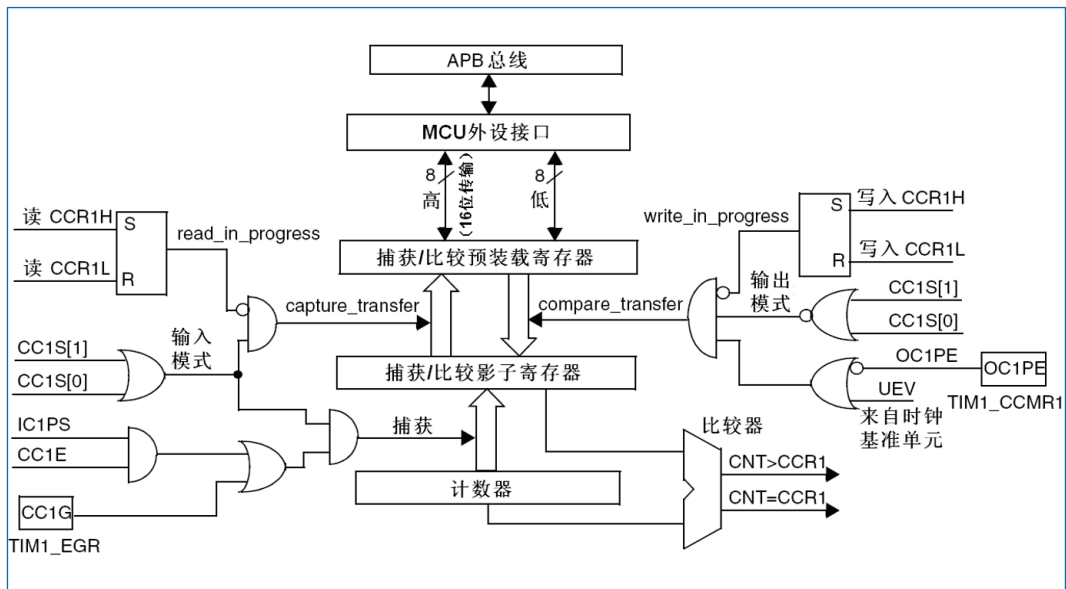 APB 总线
MCU外设接口
8
高
(16位传输)
8
低
读 CCR1H
S
read_in_progress
读 CCR1L
R
捕获/比较预装载寄存器
write_in_progress
S
写入 CCR1H
R
写入 CCR1L
capture_transfer
compare_transfer
输出
模式
CC1S[1]
CC1S[0]
输入
模式
CC1S[1]
CC1S[0]
捕获/比较影子寄存器
OC1PE
OC1PE
UEV
TIM1_CCMR1
来自时钟
基准单元
IC1PS
CC1E
捕获
比较器
CNT>CCR1
CNT=CCR1
计数器
CC1G
TIM1_EGR